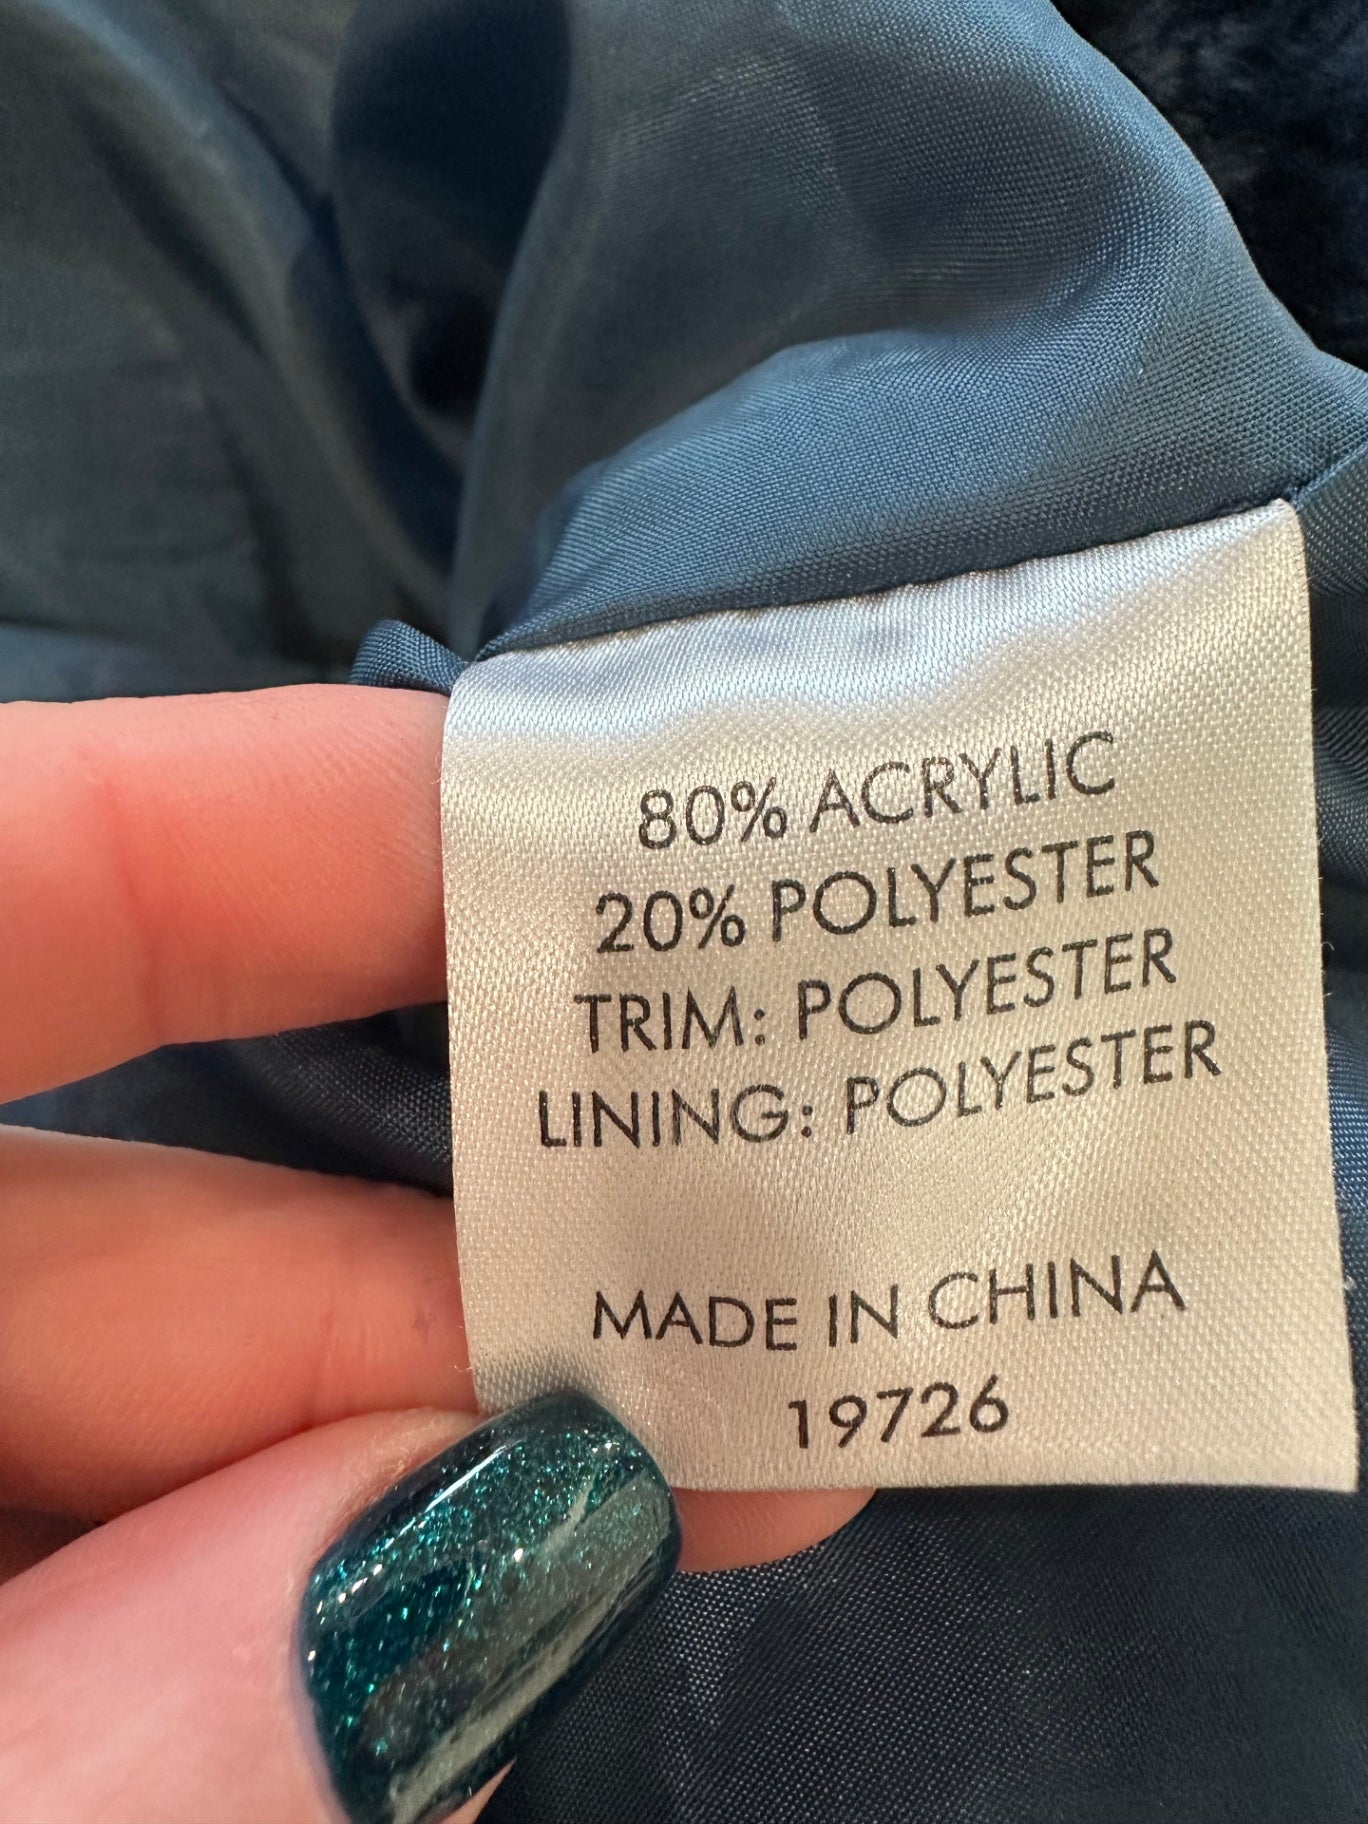 80% ACRYLIC
20% POLYESTER
TRIM: POLYESTER
LINING: POLYESTER
MADE IN CHINA
19726